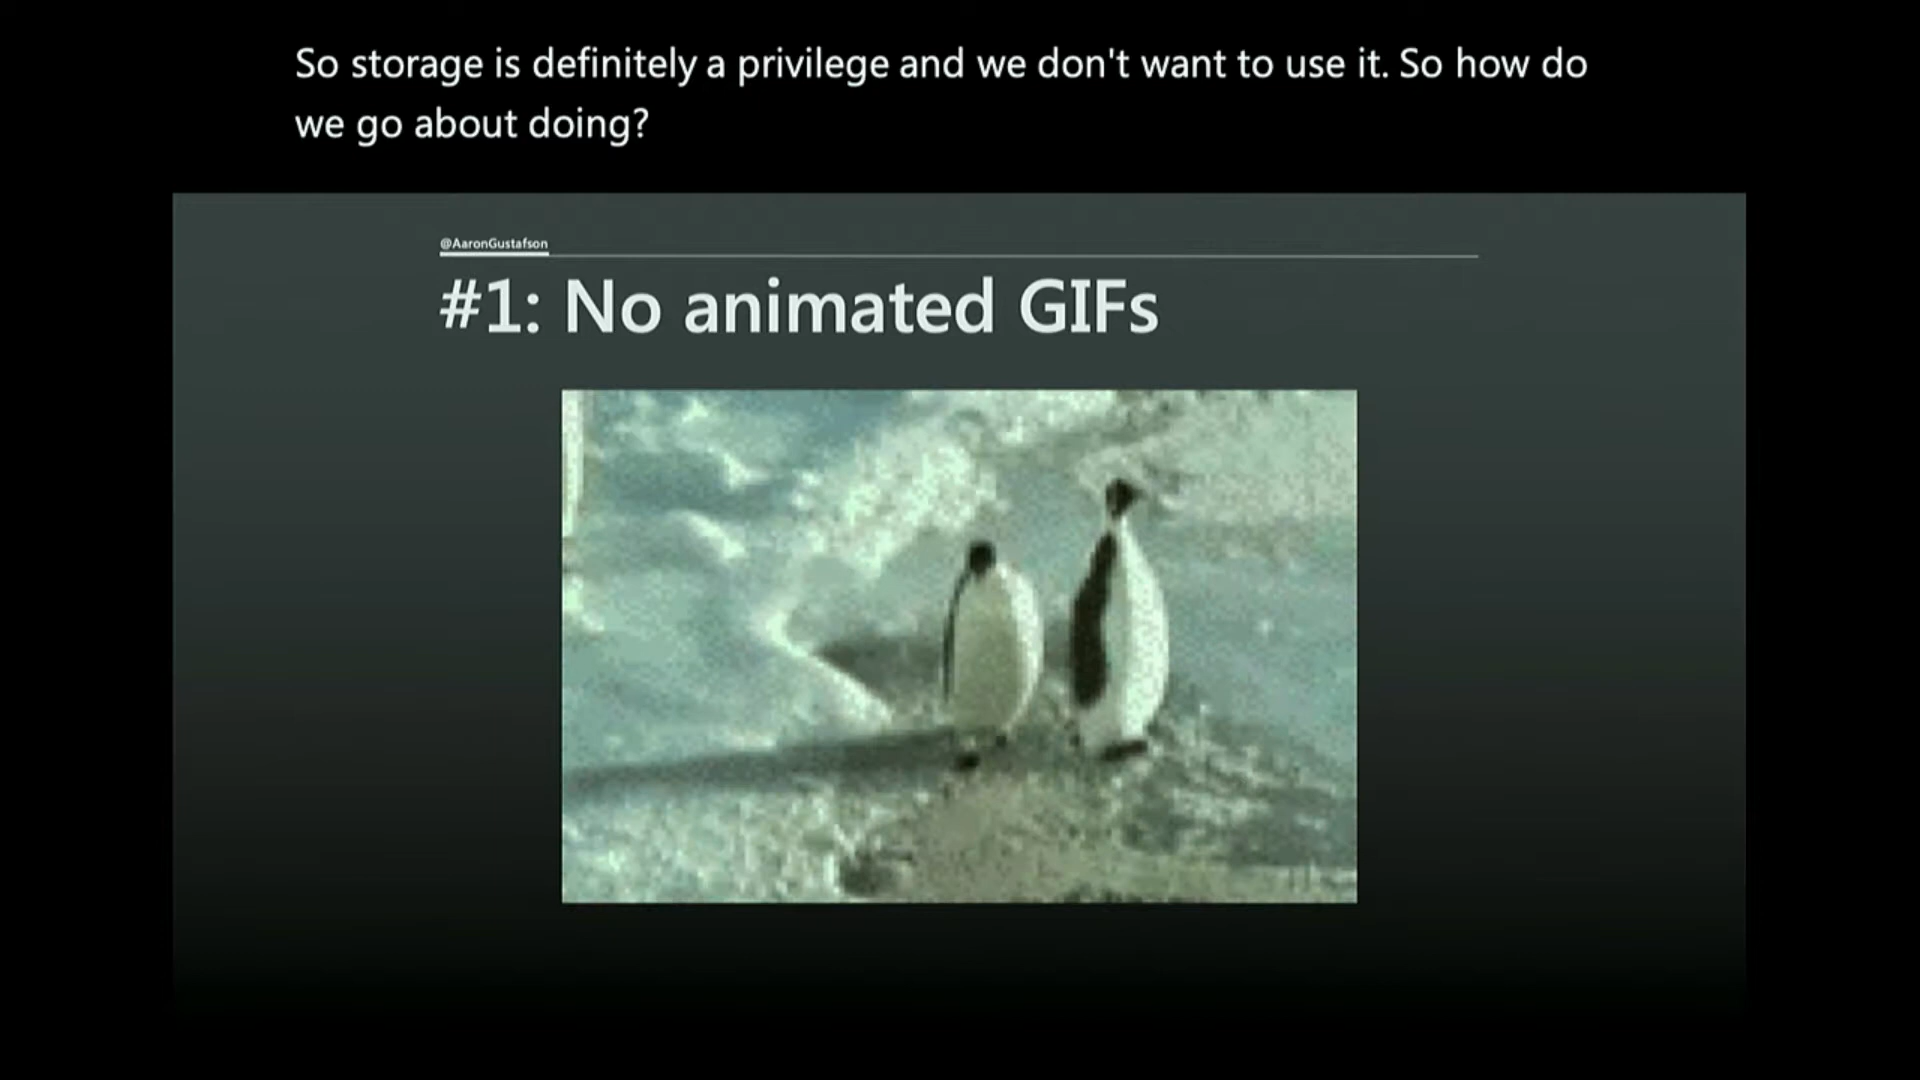 So storage is definitely a privilege and we don't want to use it. So how do
we go about doing?
@AaronGustafson
#1: No animated GIFs